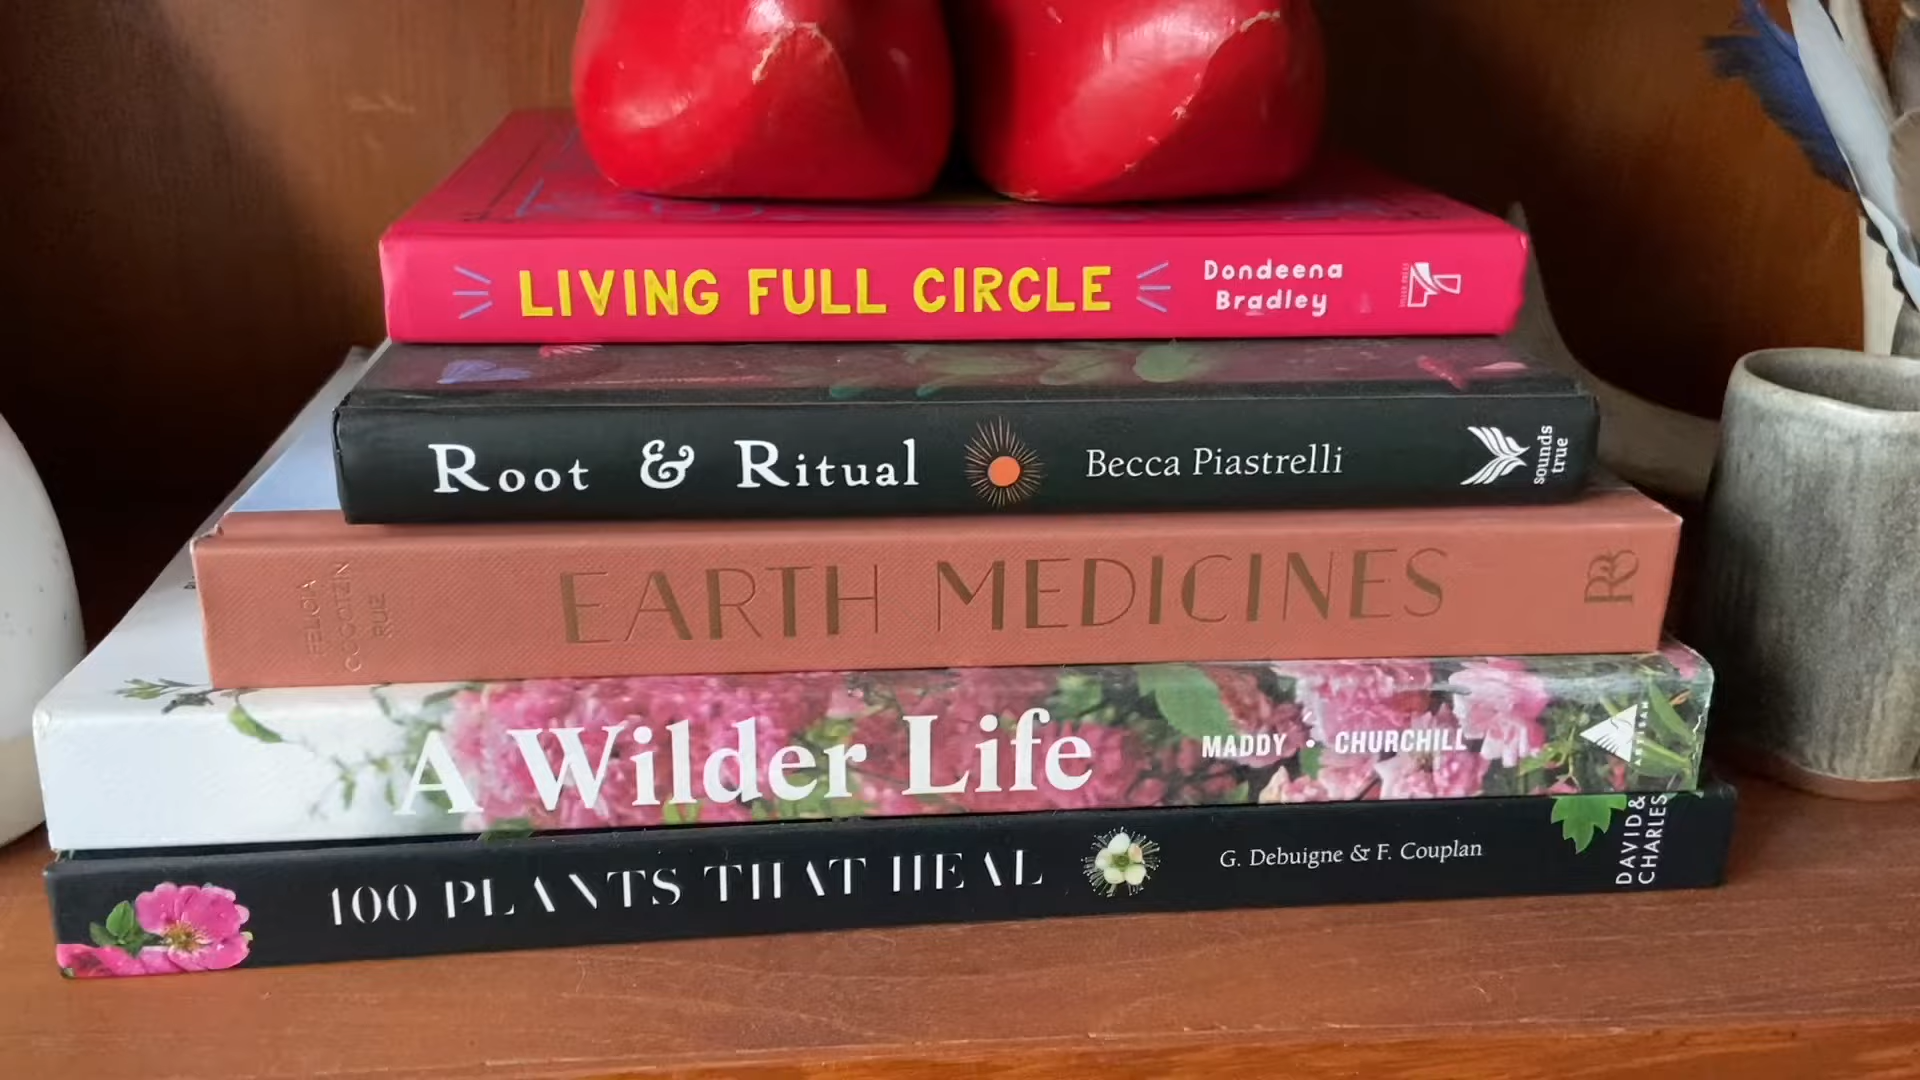 LIVING FULL CIRCLE
Dondeena
Bradley
Root & Ritual
Becca Piastrelli
sounds
true
FELICIA
COCOTZIN
RUIZ
EARTH MEDICINES
A Wilder Life
MADDY • CHURCHILL
ARTISAN
100 PLANTS THAT HEAL
G. Debuigne & F. Couplan
DAVID &
CHARLES